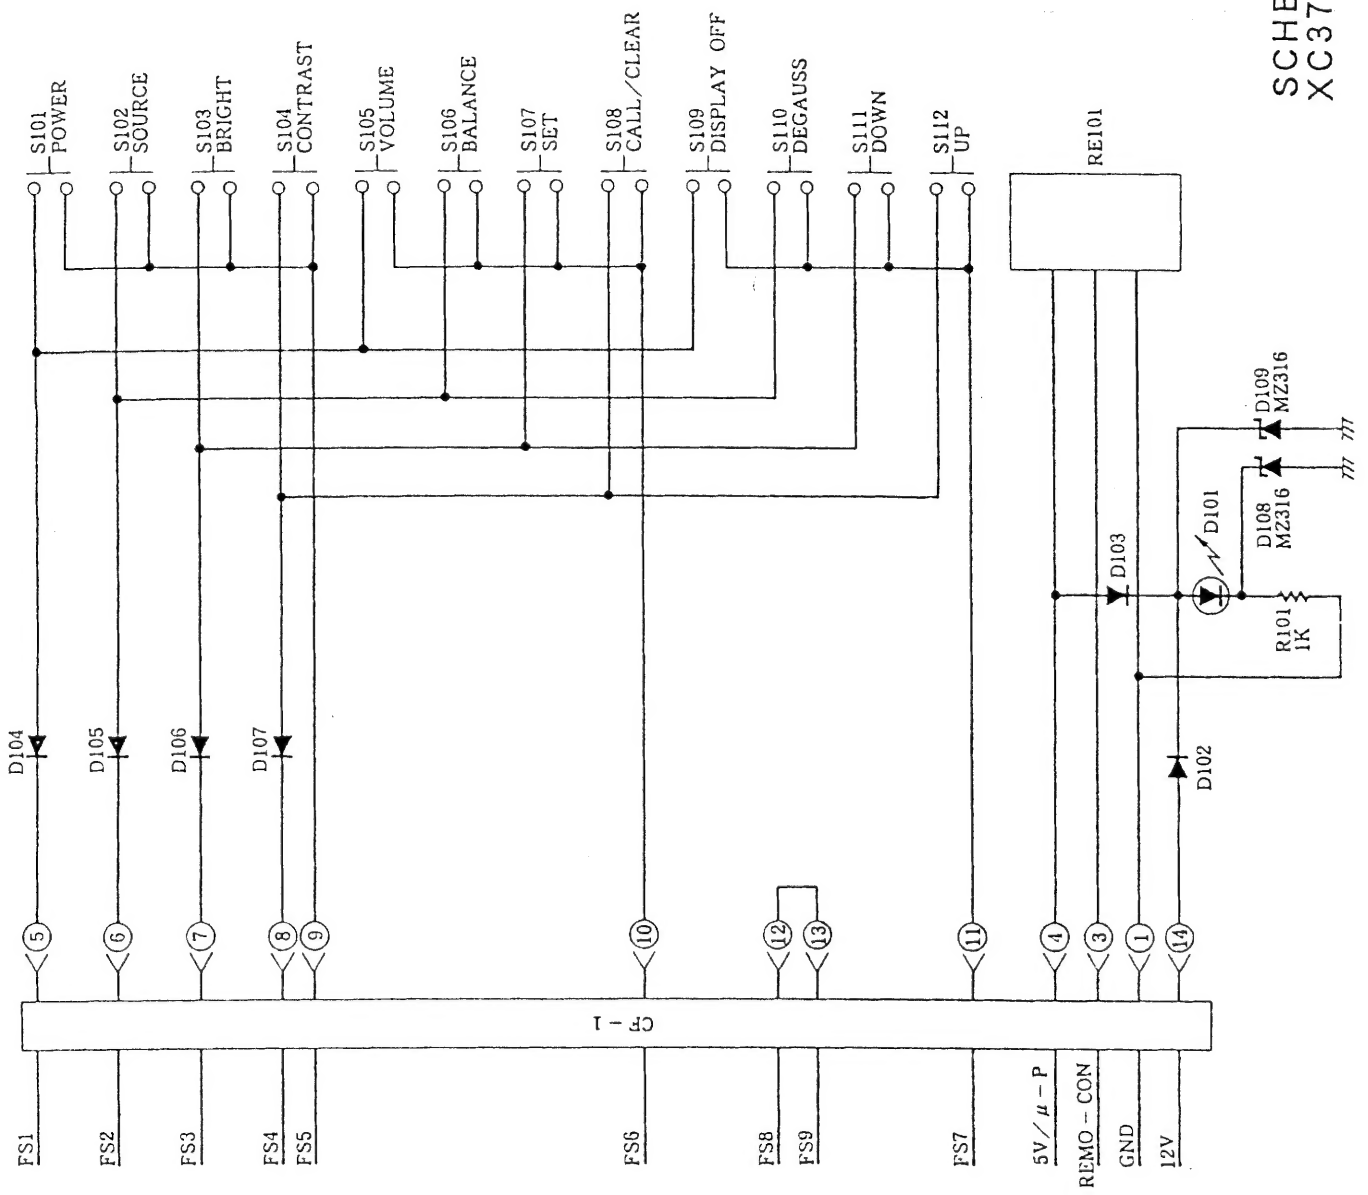 S101
POWER
S102
SOURCE
S103
BRIGHT
S104
CONTRAST
S105
VOLUME
S106
BALANCE
S107
SET
S108
CALL/CLEAR
S109
DISPLAY OFF
S110
DEGAUSS
S111
DOWN
S112
UP
RE101
SCHE
XC37
D109
MZ316
D108
MZ316
D101
D103
R101
1K
D102
D104
D105
D106
D107
5
6
7
8
9
10
12
13
11
4
3
1
14
CF-1
FS1
FS2
FS3
FS4
FS5
FS6
FS8
FS9
FS7
5V/μ-P
REMO-CON
GND
12V